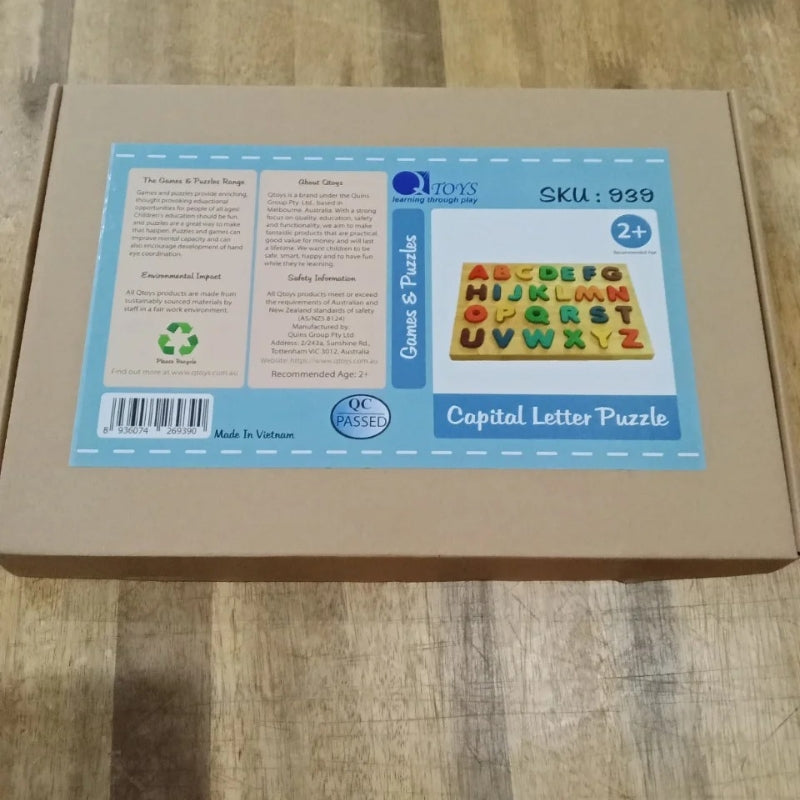 The Games & Puzzles Range
Games and puzzles provide enriching,
thought provoking eduactional
opportunities for people of all ages!
Children's education should be fun,
and puzzles are a great way to make
that happen. Puzzles and games can
improve mental capacity and can
also encourage development of hand
eye coordination.
Environmental Impact
All Qtoys products are made from
sustainably sourced materials by
staff in a fair work environment.
Please Recycle
Find out more at www.qtoys.com.au
8 936074 269390
Made In Vietnam
About Qtoys
Qtoys is a brand under the Quins
Group Pty. Ltd., based in
Melbourne, Australia. With a strong
focus on quality, education, safety
and functionality, we aim to make
fantastic products that are practical,
good value for money and will last
a lifetime. We want children to be
safe, smart, happy and to have fun
while they're learning.
Safety Information
All Qtoys products meet or exceed
the requirements of Australian and
New Zealand standards of safety
(AS/NZS 8124)
Manufactured by
Quins Group Pty Ltd
Address: 2/243a, Sunshine Rd,
Tottenham VIC 3012, Australia
Website: https://www.qtoys.com.au
Recommended Age: 2+
QC
PASSED
Q TOYS
learning through play
SKU : 939
Games & Puzzles
2+
Recommended Age
A B C D E F G
H I J K L M N
O P Q R S T
U V W X Y Z
Capital Letter Puzzle